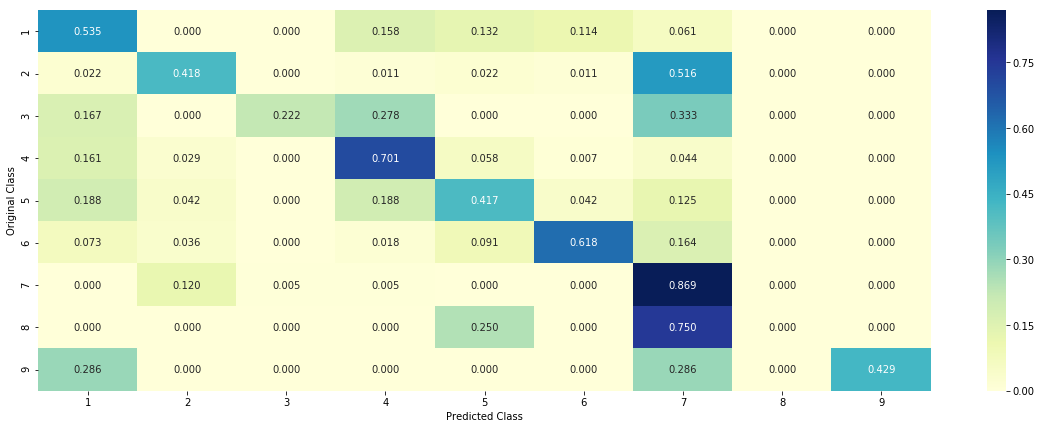 1 0.535 0.000 0.000 0.158 0.132 0.114 0.061 0.000 0.000
2 0.022 0.418 0.000 0.011 0.022 0.011 0.516 0.000 0.000
3 0.167 0.000 0.222 0.278 0.000 0.000 0.333 0.000 0.000
4 0.161 0.029 0.000 0.701 0.058 0.007 0.044 0.000 0.000
5 0.188 0.042 0.000 0.188 0.417 0.042 0.125 0.000 0.000
6 0.073 0.036 0.000 0.018 0.091 0.618 0.164 0.000 0.000
7 0.000 0.120 0.005 0.005 0.000 0.000 0.869 0.000 0.000
8 0.000 0.000 0.000 0.000 0.250 0.000 0.750 0.000 0.000
9 0.286 0.000 0.000 0.000 0.000 0.000 0.286 0.000 0.429
1 2 3 4 5 6 7 8 9
Predicted Class
Original Class
0.75
0.60
0.45
0.30
0.15
0.00